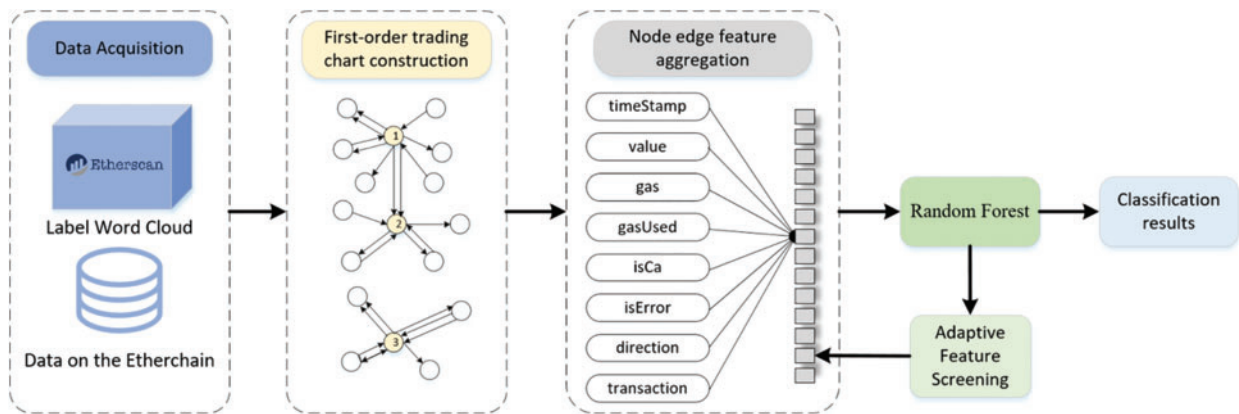 Data Acquisition
Etherscan
Label Word Cloud
Data on the Etherchain
First-order trading
chart construction
1
2
3
Node edge feature
aggregation
timeStamp
value
gas
gasUsed
isCa
isError
direction
transaction
Random Forest
Classification
results
Adaptive
Feature
Screening